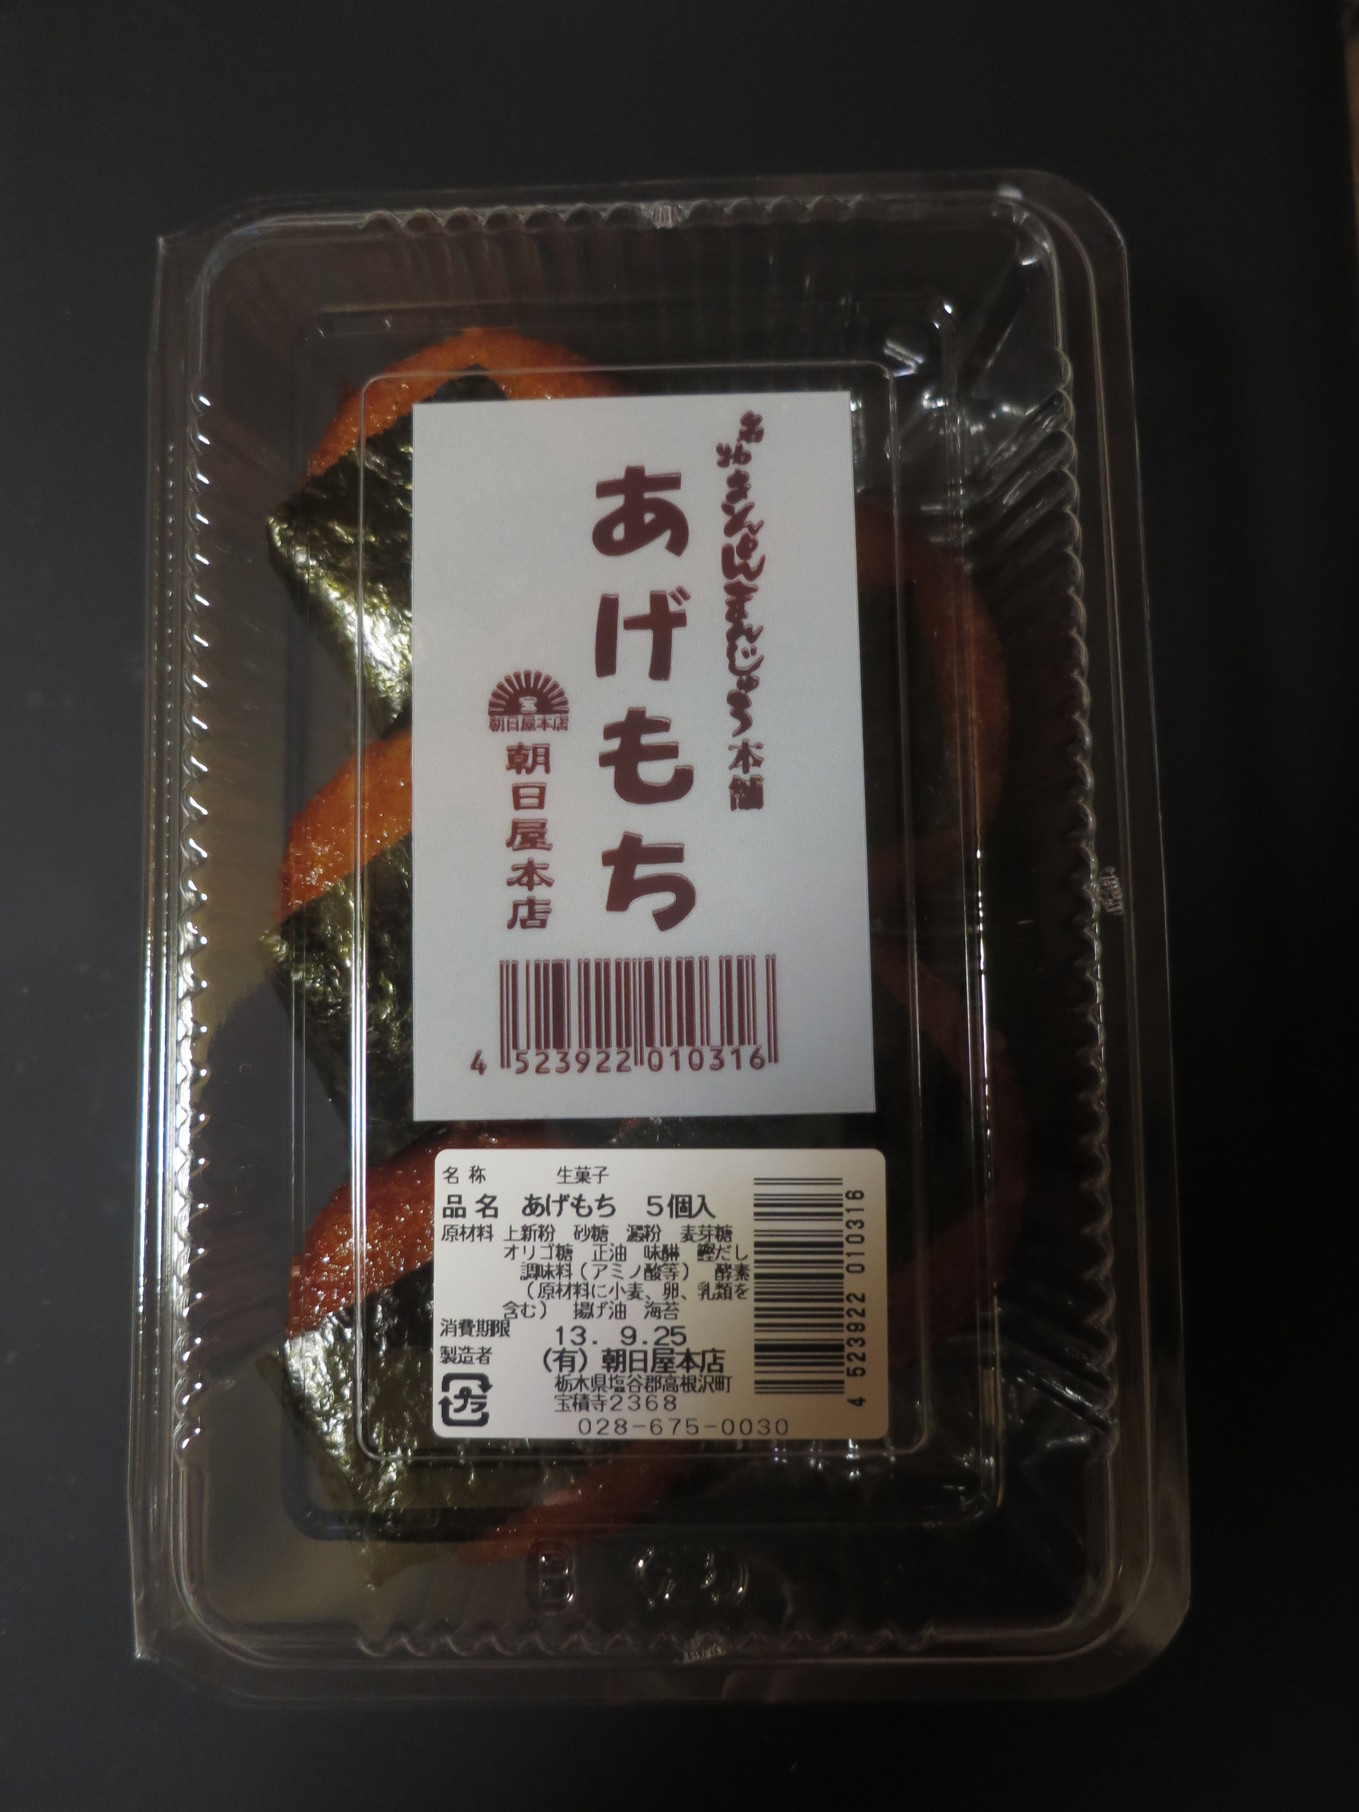 名物きんとんまんじゅう本舗
あげもち
朝日屋本店
朝日屋本店
4 523922 010316
名称 生菓子
品名 あげもち 5個入
原材料 上新粉 砂糖 澱粉 麦芽糖
オリゴ糖 正油 味醂 鰹だし
調味料(アミノ酸等) 酵素
(原材料に小麦、卵、乳類を
含む) 揚げ油 海苔
消費期限 13. 9.25
製造者 (有)朝日屋本店
栃木県塩谷郡高根沢町
宝積寺2368
028-675-0030
プラ
4 523922 010316